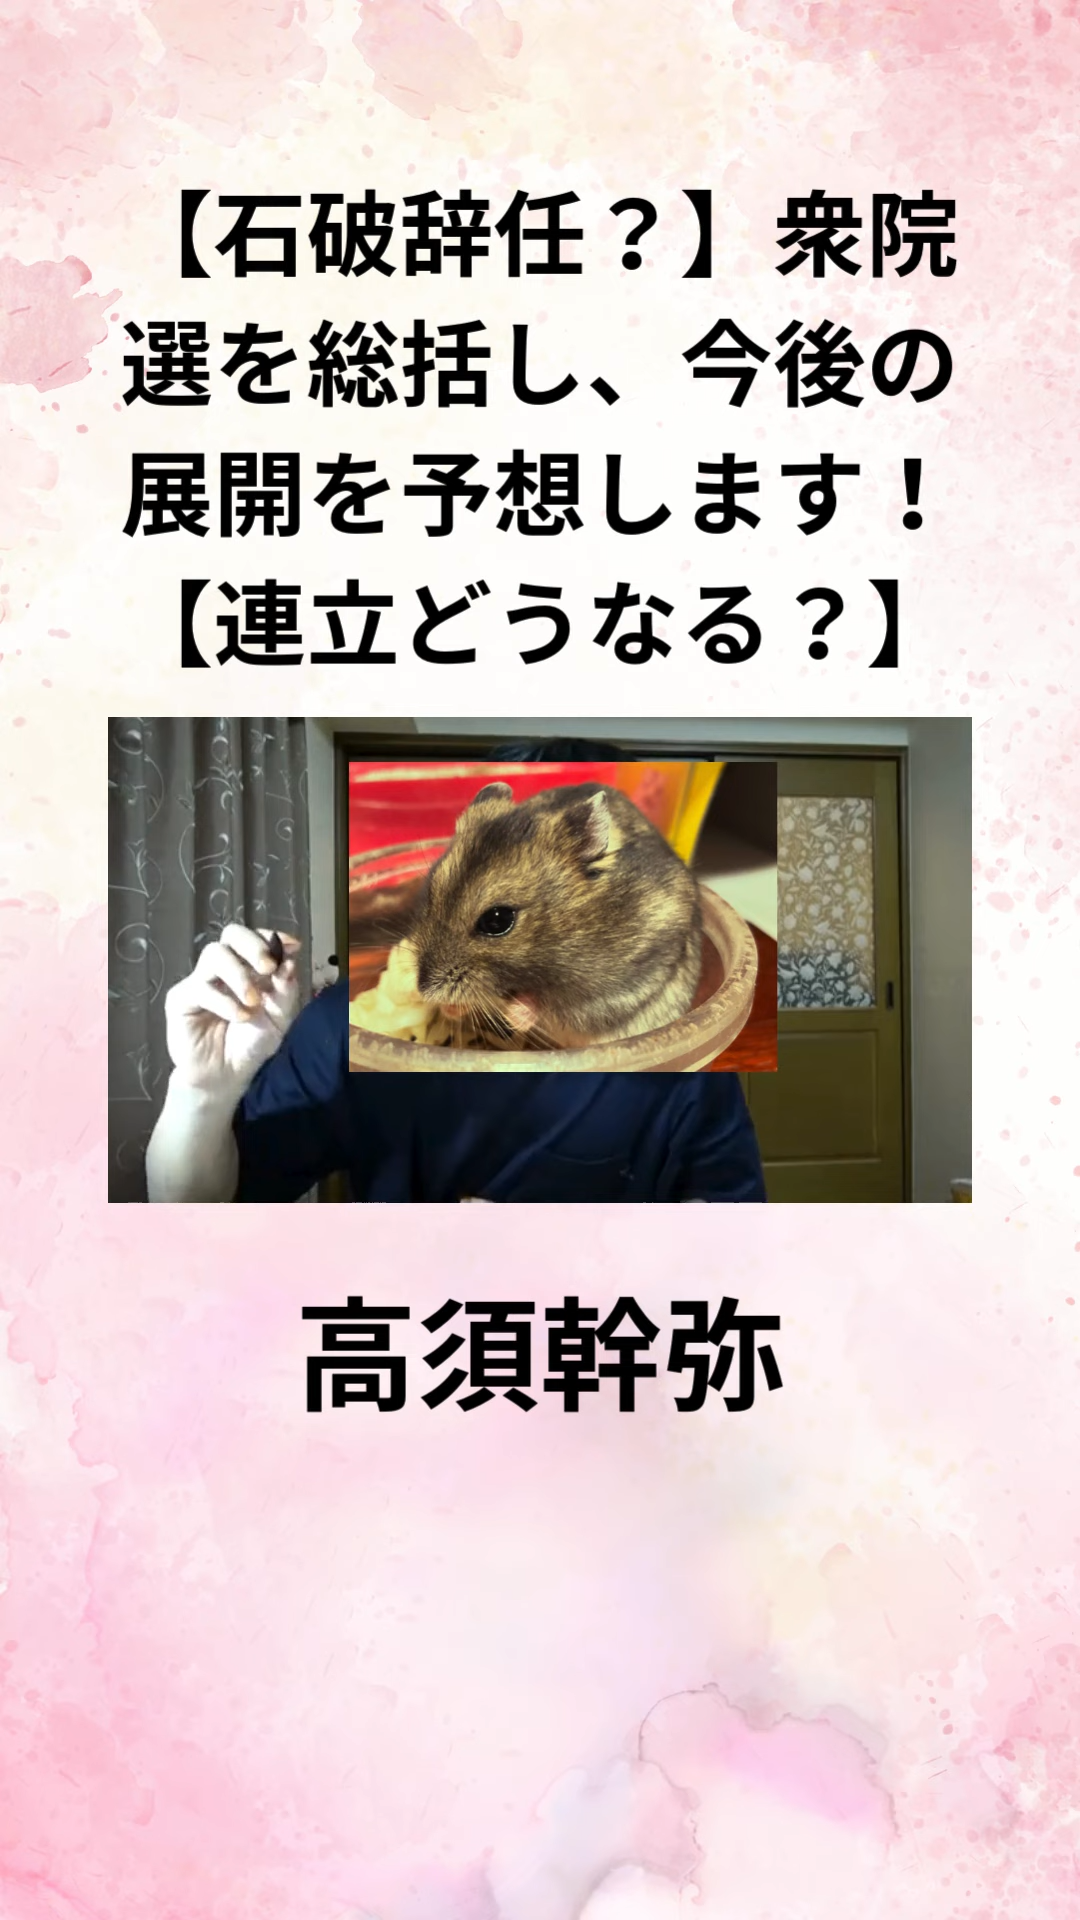 【石破辞任？】衆院
選を総括し、今後の
展開を予想します！
【連立どうなる？】
高須幹弥